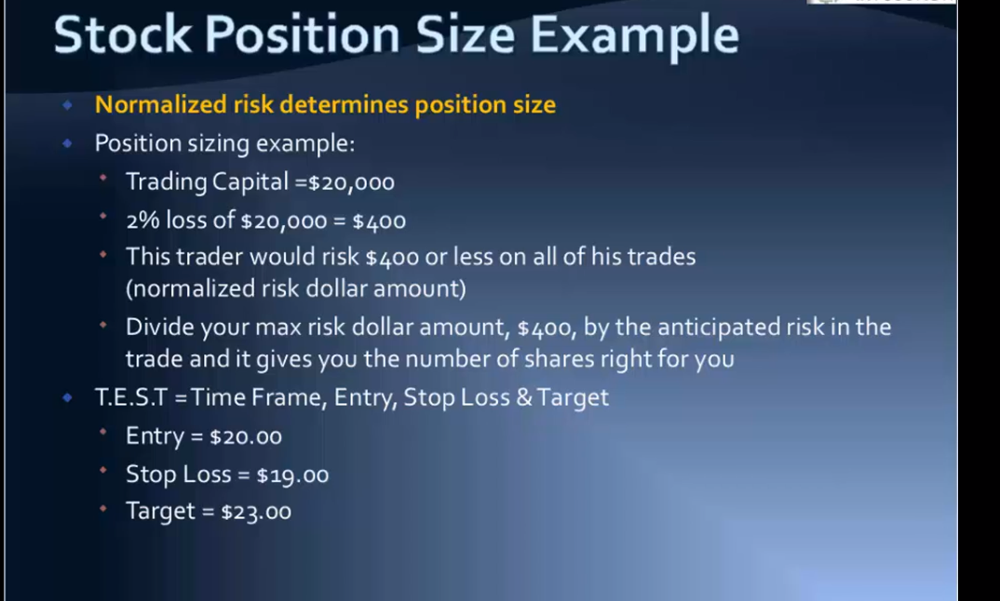 Stock Position Size Example
Normalized risk determines position size
Position sizing example:
Trading Capital =$20,000
2% loss of $20,000 = $400
This trader would risk $400 or less on all of his trades
(normalized risk dollar amount)
Divide your max risk dollar amount, $400, by the anticipated risk in the
trade and it gives you the number of shares right for you
T.E.S.T =Time Frame, Entry, Stop Loss & Target
Entry = $20.00
Stop Loss = $19.00
Target = $23.00